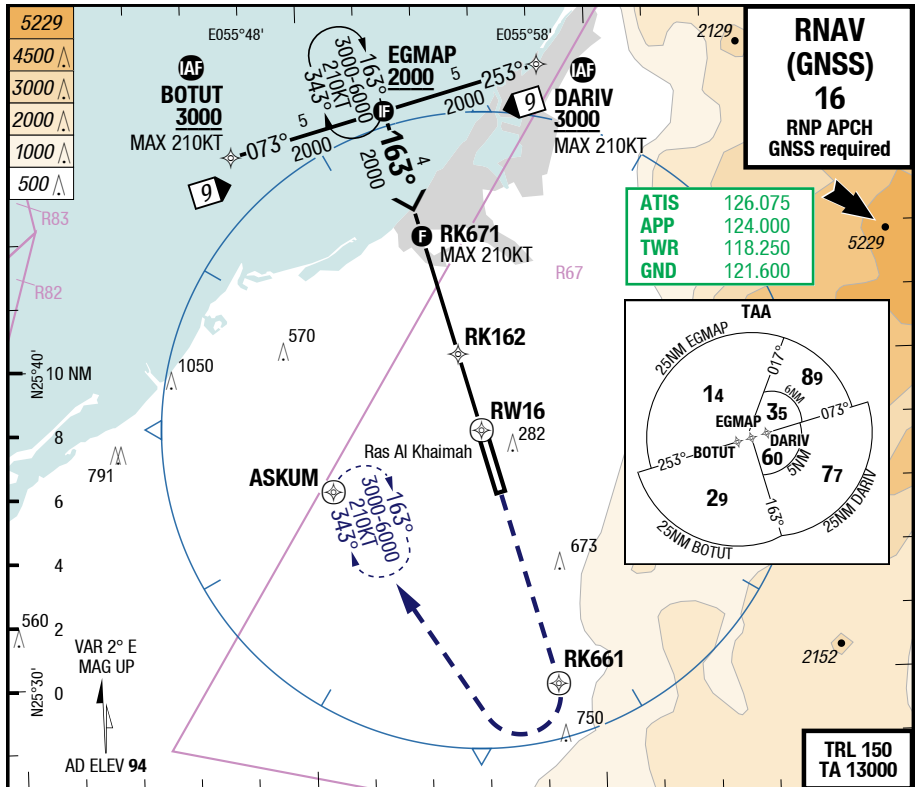 5229
4500
3000
2000
1000
500
E055°48'
E055°58'
2129
RNAV
(GNSS)
16
RNP APCH
GNSS required
IAF
BOTUT
3000
MAX 210KT
163°
3000-6000
210KT
343°
EGMAP
2000
IF
5
253°
2000
IAF
DARIV
3000
MAX 210KT
9
073°
5
2000
9
163°
4
2000
F
RK671
MAX 210KT
R83
R82
R67
ATIS 126.075
APP 124.000
TWR 118.250
GND 121.600
5229
TAA
25NM EGMAP
017°
14
89
6NM
35
073°
EGMAP
BOTUT
DARIV
253°
60
5NM
77
29
163°
25NM BOTUT
25NM DARIV
N25°40'
10 NM
8
6
4
2
0
N25°30'
570
1050
RK162
RW16
282
Ras Al Khaimah
791
ASKUM
163°
3000-6000
210KT
343°
673
560
VAR 2° E
MAG UP
RK661
2152
750
AD ELEV 94
TRL 150
TA 13000